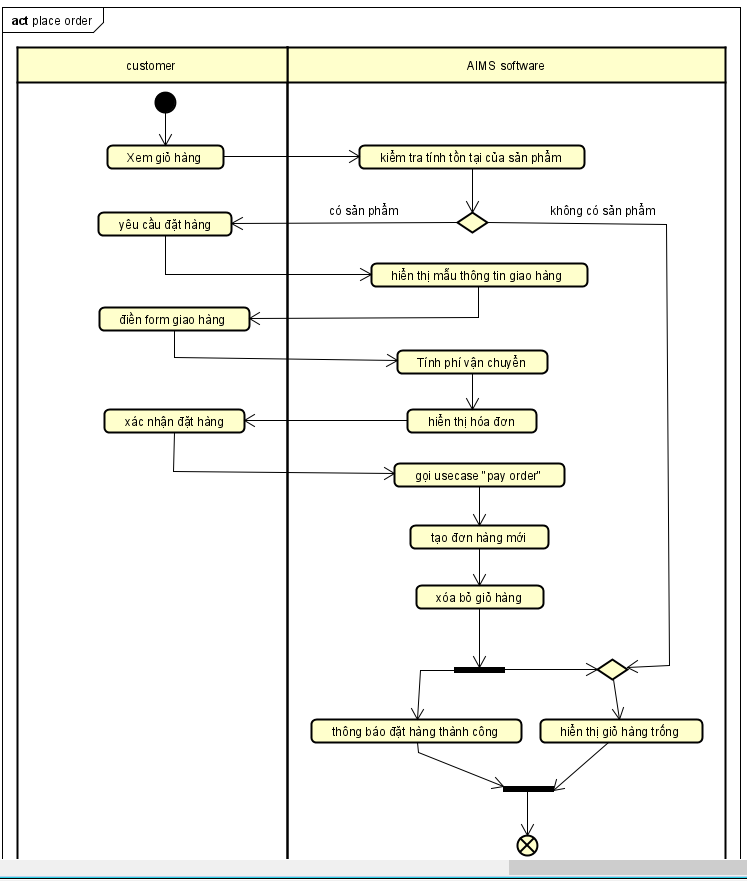 act place order
customer
AIMS software
Xem giỏ hàng
kiểm tra tính tồn tại của sản phẩm
có sản phẩm
không có sản phẩm
yêu cầu đặt hàng
hiển thị mẫu thông tin giao hàng
điền form giao hàng
Tính phí vận chuyển
xác nhận đặt hàng
hiển thị hóa đơn
gọi usecase "pay order"
tạo đơn hàng mới
xóa bỏ giỏ hàng
thông báo đặt hàng thành công
hiển thị giỏ hàng trống